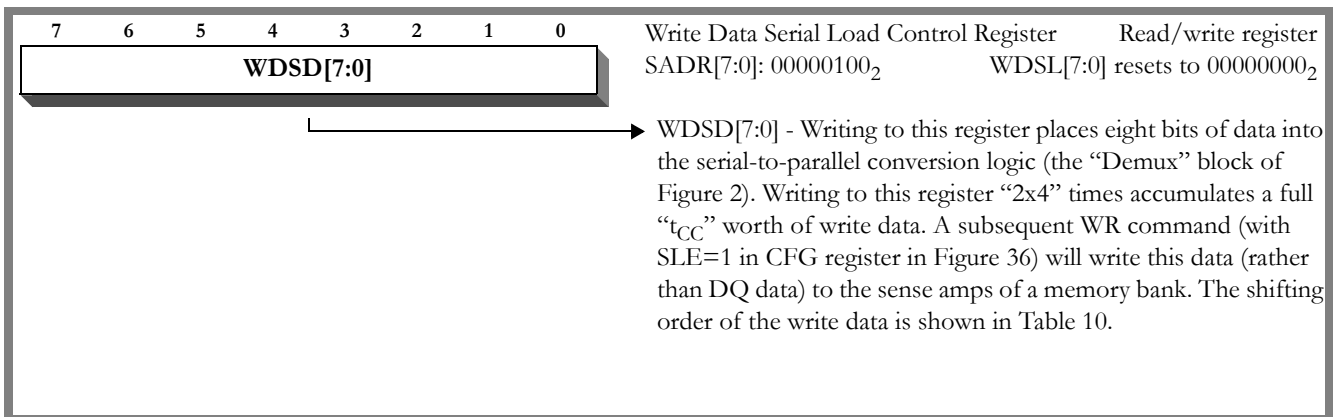 7 6 5 4 3 2 1 0
WDSD[7:0]
Write Data Serial Load Control Register Read/write register
SADR[7:0]: 00000100₂ WDSL[7:0] resets to 00000000₂
WDSD[7:0] - Writing to this register places eight bits of data into
the serial-to-parallel conversion logic (the “Demux” block of
Figure 2). Writing to this register “2x4” times accumulates a full
“tCC” worth of write data. A subsequent WR command (with
SLE=1 in CFG register in Figure 36) will write this data (rather
than DQ data) to the sense amps of a memory bank. The shifting
order of the write data is shown in Table 10.